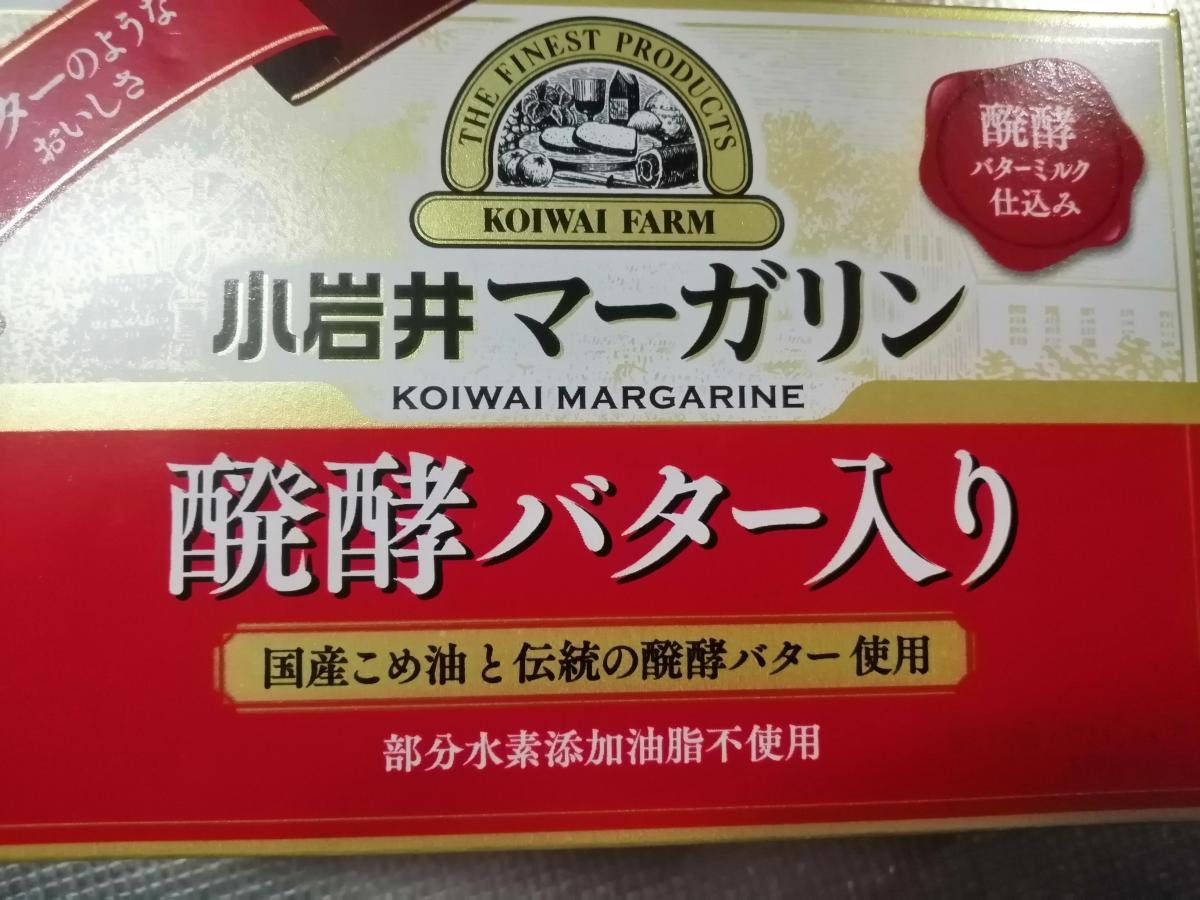 ターのような
おいしさ
THE FINEST PRODUCTS
KOIWAI FARM
醗酵
バターミルク
仕込み
小岩井マーガリン
KOIWAI MARGARINE
醗酵バター入り
国産こめ油と伝統の醗酵バター使用
部分水素添加油脂不使用